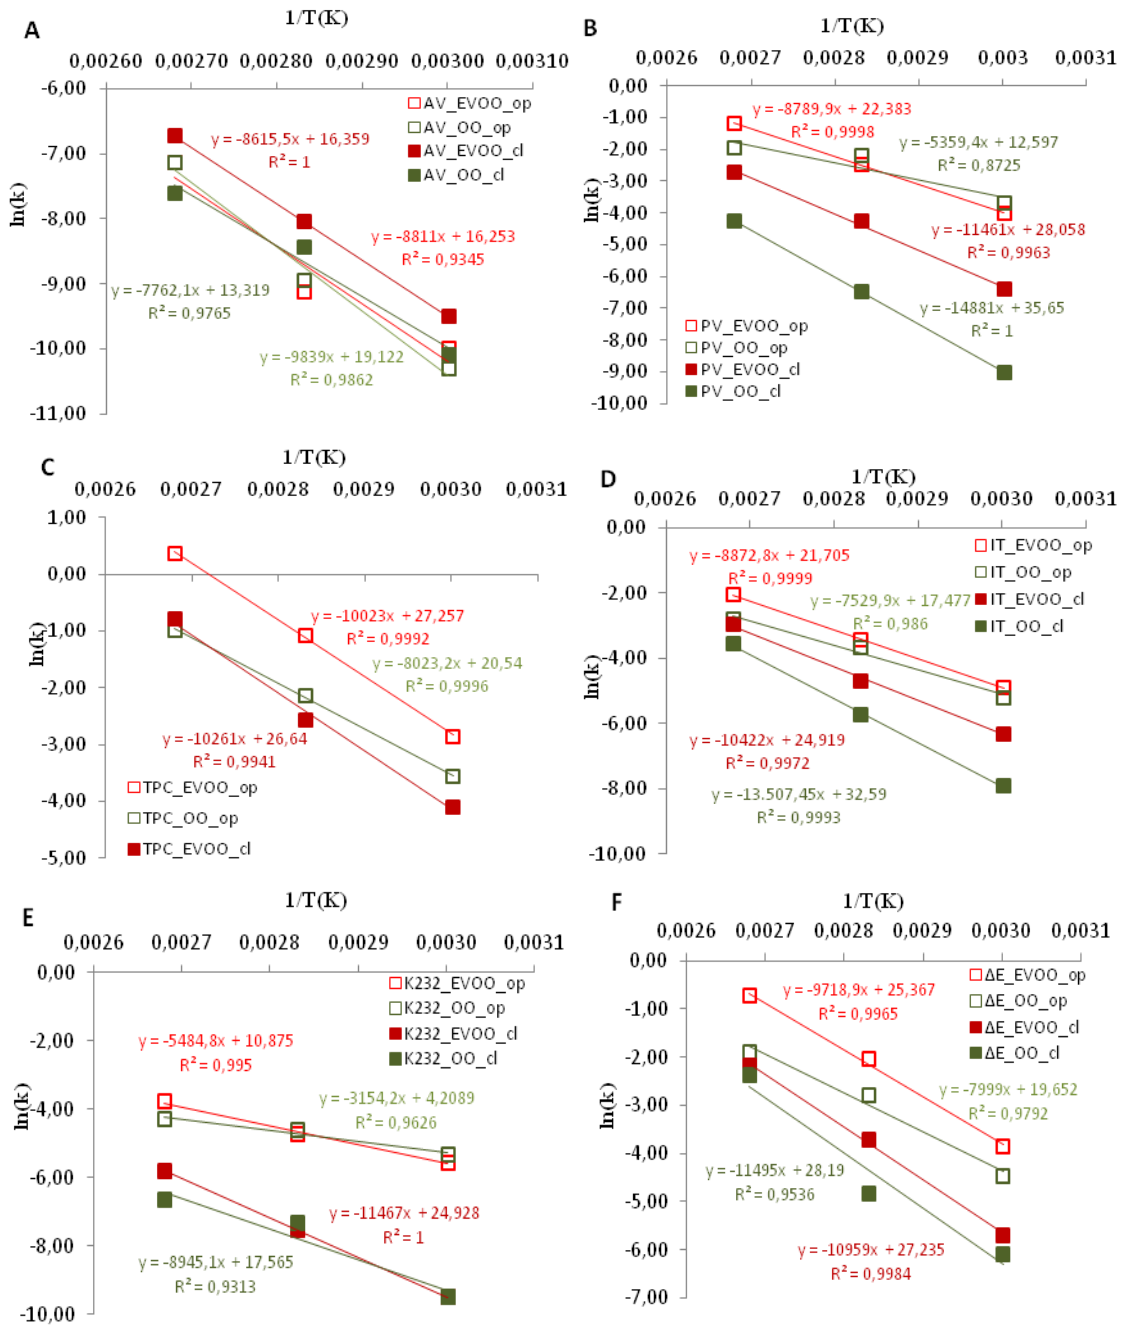 A
1/T(K)
0,00260 0,00270 0,00280 0,00290 0,00300 0,00310
-6,00
-7,00
-8,00
-9,00
-10,00
-11,00
ln(k)
AV_EVOO_op
AV_OO_op
AV_EVOO_cl
AV_OO_cl
y = -8615,5x + 16,359
R² = 1
y = -8811x + 16,253
R² = 0,9345
y = -7762,1x + 13,319
R² = 0,9765
y = -9839x + 19,122
R² = 0,9862
B
1/T(K)
0,0026 0,0027 0,0028 0,0029 0,003 0,0031
0,00
-1,00
-2,00
-3,00
-4,00
-5,00
-6,00
-7,00
-8,00
-9,00
-10,00
ln(k)
y = -8789,9x + 22,383
R² = 0,9998
y = -5359,4x + 12,597
R² = 0,8725
y = -11461x + 28,058
R² = 0,9963
y = -14881x + 35,65
R² = 1
PV_EVOO_op
PV_OO_op
PV_EVOO_cl
PV_OO_cl
C
1/T(K)
0,0026 0,0027 0,0028 0,0029 0,0030 0,0031
1,00
0,00
-1,00
-2,00
-3,00
-4,00
-5,00
ln(k)
y = -10023x + 27,257
R² = 0,9992
y = -8023,2x + 20,54
R² = 0,9996
y = -10261x + 26,64
R² = 0,9941
TPC_EVOO_op
TPC_OO_op
TPC_EVOO_cl
D
1/T(K)
0,0026 0,0027 0,0028 0,0029 0,0030 0,0031
0,00
-2,00
-4,00
-6,00
-8,00
-10,00
ln(k)
IT_EVOO_op
IT_OO_op
IT_EVOO_cl
IT_OO_cl
y = -8872,8x + 21,705
R² = 0,9999
y = -7529,9x + 17,477
R² = 0,986
y = -10422x + 24,919
R² = 0,9972
y = -13.507,45x + 32,59
R² = 0,9993
E
1/T(K)
0,0026 0,0027 0,0028 0,0029 0,0030 0,0031
0,00
-2,00
-4,00
-6,00
-8,00
-10,00
ln(k)
K232_EVOO_op
K232_OO_op
K232_EVOO_cl
K232_OO_cl
y = -5484,8x + 10,875
R² = 0,995
y = -3154,2x + 4,2089
R² = 0,9626
y = -11467x + 24,928
R² = 1
y = -8945,1x + 17,565
R² = 0,9313
F
1/T(K)
0,0026 0,0027 0,0028 0,0029 0,0030 0,0031
0,00
-1,00
-2,00
-3,00
-4,00
-5,00
-6,00
-7,00
ln(k)
ΔE_EVOO_op
ΔE_OO_op
ΔE_EVOO_cl
ΔE_OO_cl
y = -9718,9x + 25,367
R² = 0,9965
y = -7999x + 19,652
R² = 0,9792
y = -11495x + 28,19
R² = 0,9536
y = -10959x + 27,235
R² = 0,9984